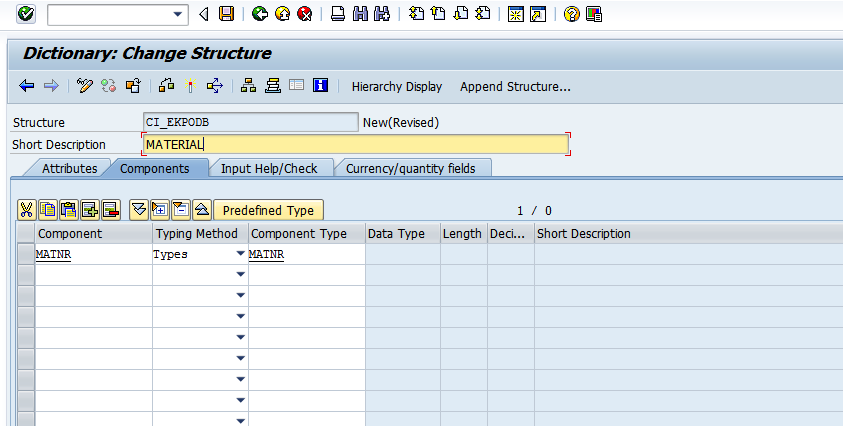 Dictionary: Change Structure
Hierarchy Display Append Structure...
Structure CI_EKPODB New(Revised)
Short Description MATERIAL
Attributes Components Input Help/Check Currency/quantity fields
Predefined Type 1 / 0
Component Typing Method Component Type Data Type Length Deci... Short Description
MATNR Types MATNR